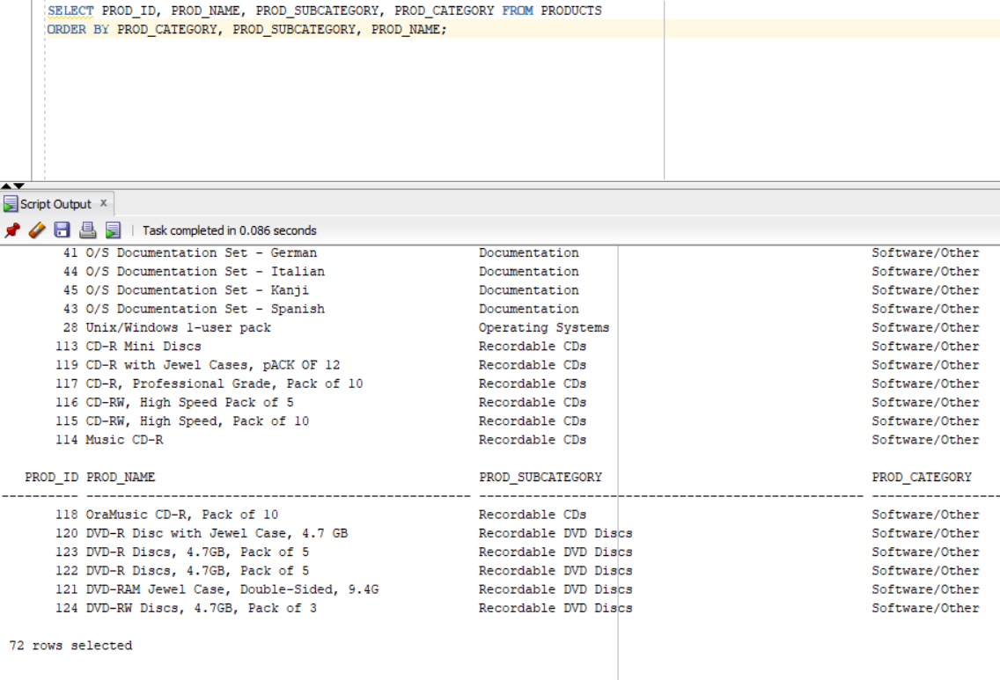 SELECT PROD_ID, PROD_NAME, PROD_SUBCATEGORY, PROD_CATEGORY FROM PRODUCTS
ORDER BY PROD_CATEGORY, PROD_SUBCATEGORY, PROD_NAME;
Script Output x
Task completed in 0.086 seconds
41 O/S Documentation Set - German Documentation Software/Other
44 O/S Documentation Set - Italian Documentation Software/Other
45 O/S Documentation Set - Kanji Documentation Software/Other
43 O/S Documentation Set - Spanish Documentation Software/Other
28 Unix/Windows 1-user pack Operating Systems Software/Other
113 CD-R Mini Discs Recordable CDs Software/Other
119 CD-R with Jewel Cases, pACK OF 12 Recordable CDs Software/Other
117 CD-R, Professional Grade, Pack of 10 Recordable CDs Software/Other
116 CD-RW, High Speed Pack of 5 Recordable CDs Software/Other
115 CD-RW, High Speed, Pack of 10 Recordable CDs Software/Other
114 Music CD-R Recordable CDs Software/Other
PROD_ID PROD_NAME PROD_SUBCATEGORY PROD_CATEGORY
---------- -------------------------------------------------- -------------------------------------------------- -----------------
118 OraMusic CD-R, Pack of 10 Recordable CDs Software/Other
120 DVD-R Disc with Jewel Case, 4.7 GB Recordable DVD Discs Software/Other
123 DVD-R Discs, 4.7GB, Pack of 5 Recordable DVD Discs Software/Other
122 DVD-R Discs, 4.7GB, Pack of 5 Recordable DVD Discs Software/Other
121 DVD-RAM Jewel Case, Double-Sided, 9.4G Recordable DVD Discs Software/Other
124 DVD-RW Discs, 4.7GB, Pack of 3 Recordable DVD Discs Software/Other
72 rows selected